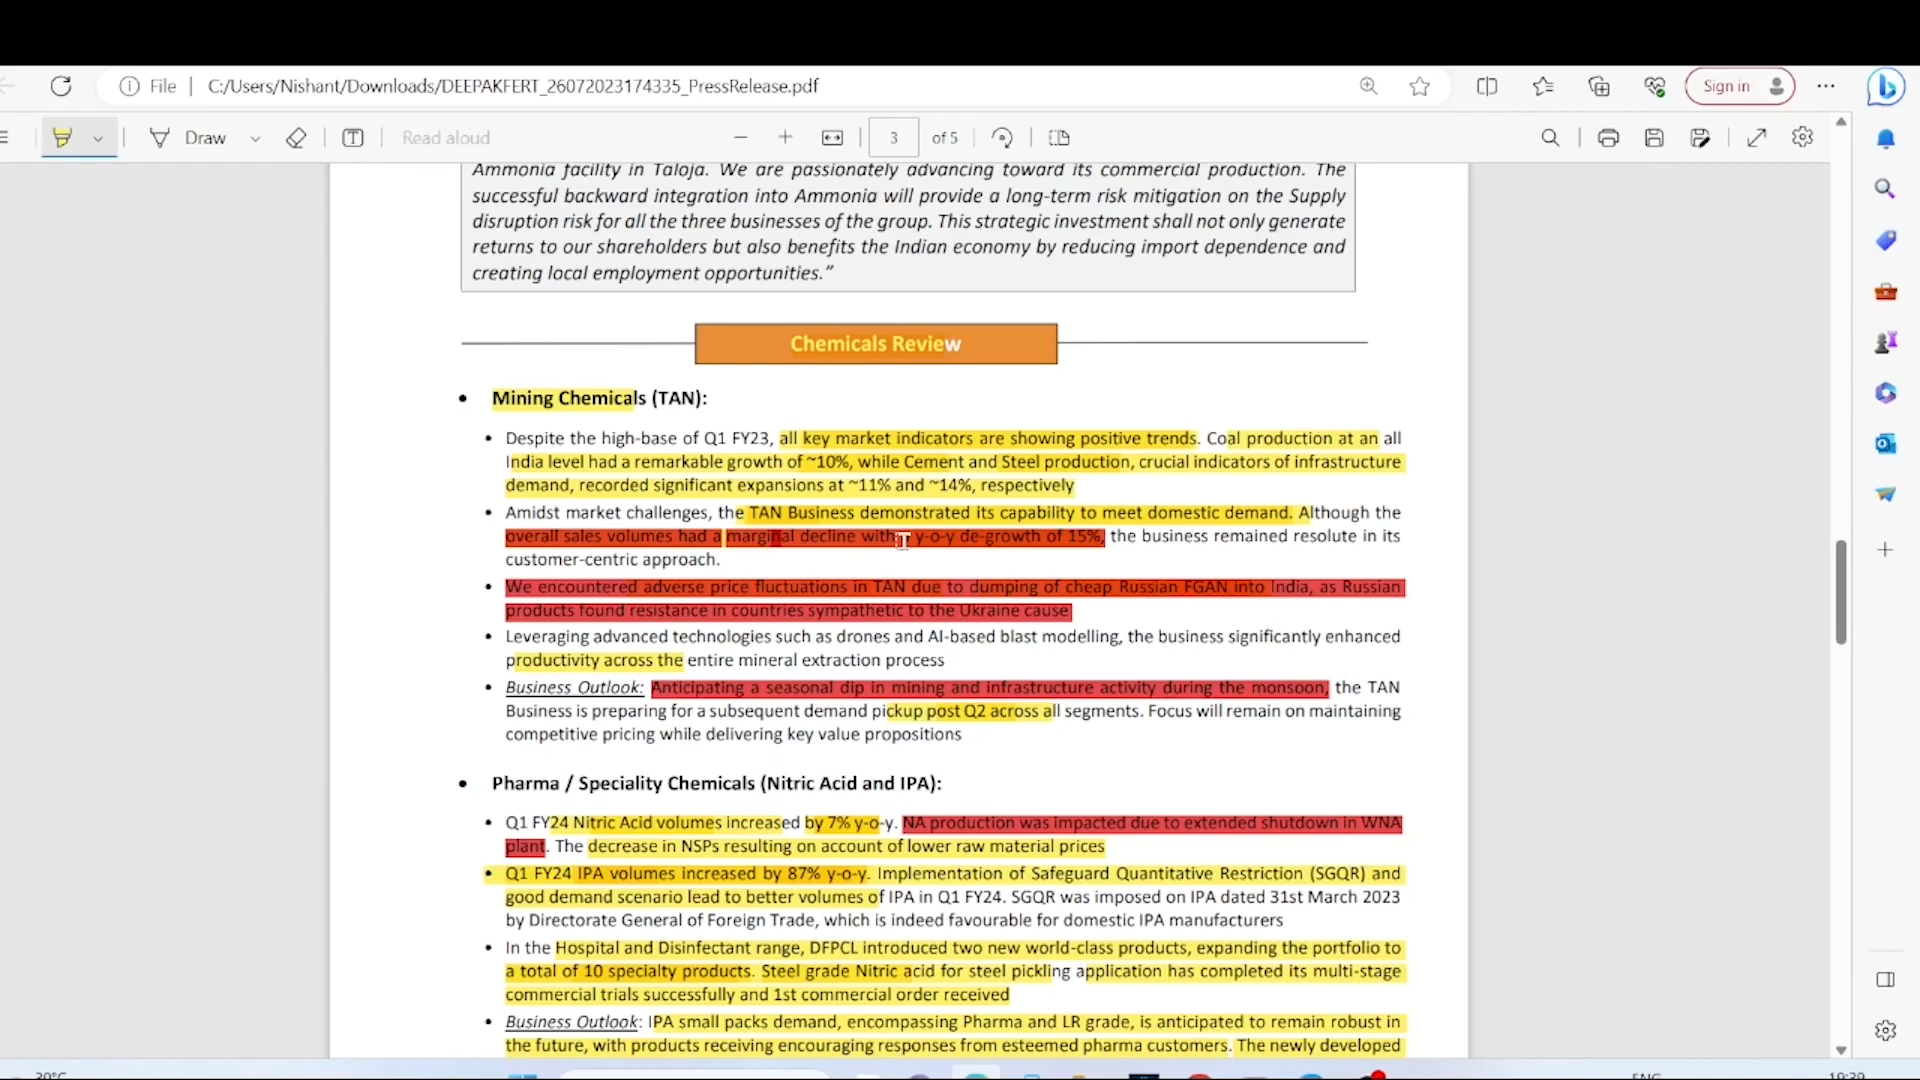 File
C:/Users/Nishant/Downloads/DEEPAKFERT_26072023174335_PressRelease.pdf
Sign in
Draw
Read aloud
3
of 5
Ammonia facility in Taloja. We are passionately advancing toward its commercial production. The
successful backward integration into Ammonia will provide a long-term risk mitigation on the Supply
disruption risk for all the three businesses of the group. This strategic investment shall not only generate
returns to our shareholders but also benefits the Indian economy by reducing import dependence and
creating local employment opportunities.”
Chemicals Review
• Mining Chemicals (TAN):
• Despite the high-base of Q1 FY23, all key market indicators are showing positive trends. Coal production at an all
India level had a remarkable growth of ~10%, while Cement and Steel production, crucial indicators of infrastructure
demand, recorded significant expansions at ~11% and ~14%, respectively
• Amidst market challenges, the TAN Business demonstrated its capability to meet domestic demand. Although the
overall sales volumes had a marginal decline with y-o-y de-growth of 15%, the business remained resolute in its
customer-centric approach.
• We encountered adverse price fluctuations in TAN due to dumping of cheap Russian FGAN into India, as Russian
products found resistance in countries sympathetic to the Ukraine cause
• Leveraging advanced technologies such as drones and AI-based blast modelling, the business significantly enhanced
productivity across the entire mineral extraction process
• Business Outlook: Anticipating a seasonal dip in mining and infrastructure activity during the monsoon, the TAN
Business is preparing for a subsequent demand pickup post Q2 across all segments. Focus will remain on maintaining
competitive pricing while delivering key value propositions
• Pharma / Speciality Chemicals (Nitric Acid and IPA):
• Q1 FY24 Nitric Acid volumes increased by 7% y-o-y. NA production was impacted due to extended shutdown in WNA
plant. The decrease in NSPs resulting on account of lower raw material prices
• Q1 FY24 IPA volumes increased by 87% y-o-y. Implementation of Safeguard Quantitative Restriction (SGQR) and
good demand scenario lead to better volumes of IPA in Q1 FY24. SGQR was imposed on IPA dated 31st March 2023
by Directorate General of Foreign Trade, which is indeed favourable for domestic IPA manufacturers
• In the Hospital and Disinfectant range, DFPCL introduced two new world-class products, expanding the portfolio to
a total of 10 specialty products. Steel grade Nitric acid for steel pickling application has completed its multi-stage
commercial trials successfully and 1st commercial order received
• Business Outlook: IPA small packs demand, encompassing Pharma and LR grade, is anticipated to remain robust in
the future, with products receiving encouraging responses from esteemed pharma customers. The newly developed